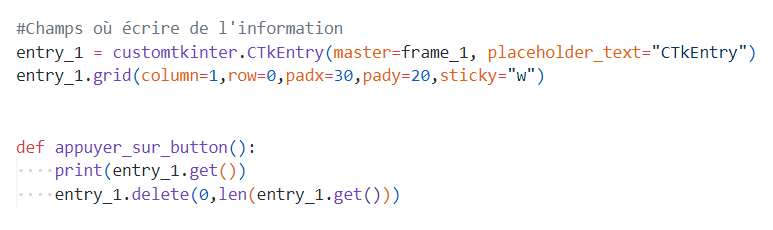 #Champs où écrire de l'information
entry_1 = customtkinter.CTkEntry(master=frame_1, placeholder_text="CTkEntry")
entry_1.grid(column=1,row=0,padx=30,pady=20,sticky="w")
def appuyer_sur_button():
····print(entry_1.get())
····entry_1.delete(0,len(entry_1.get()))